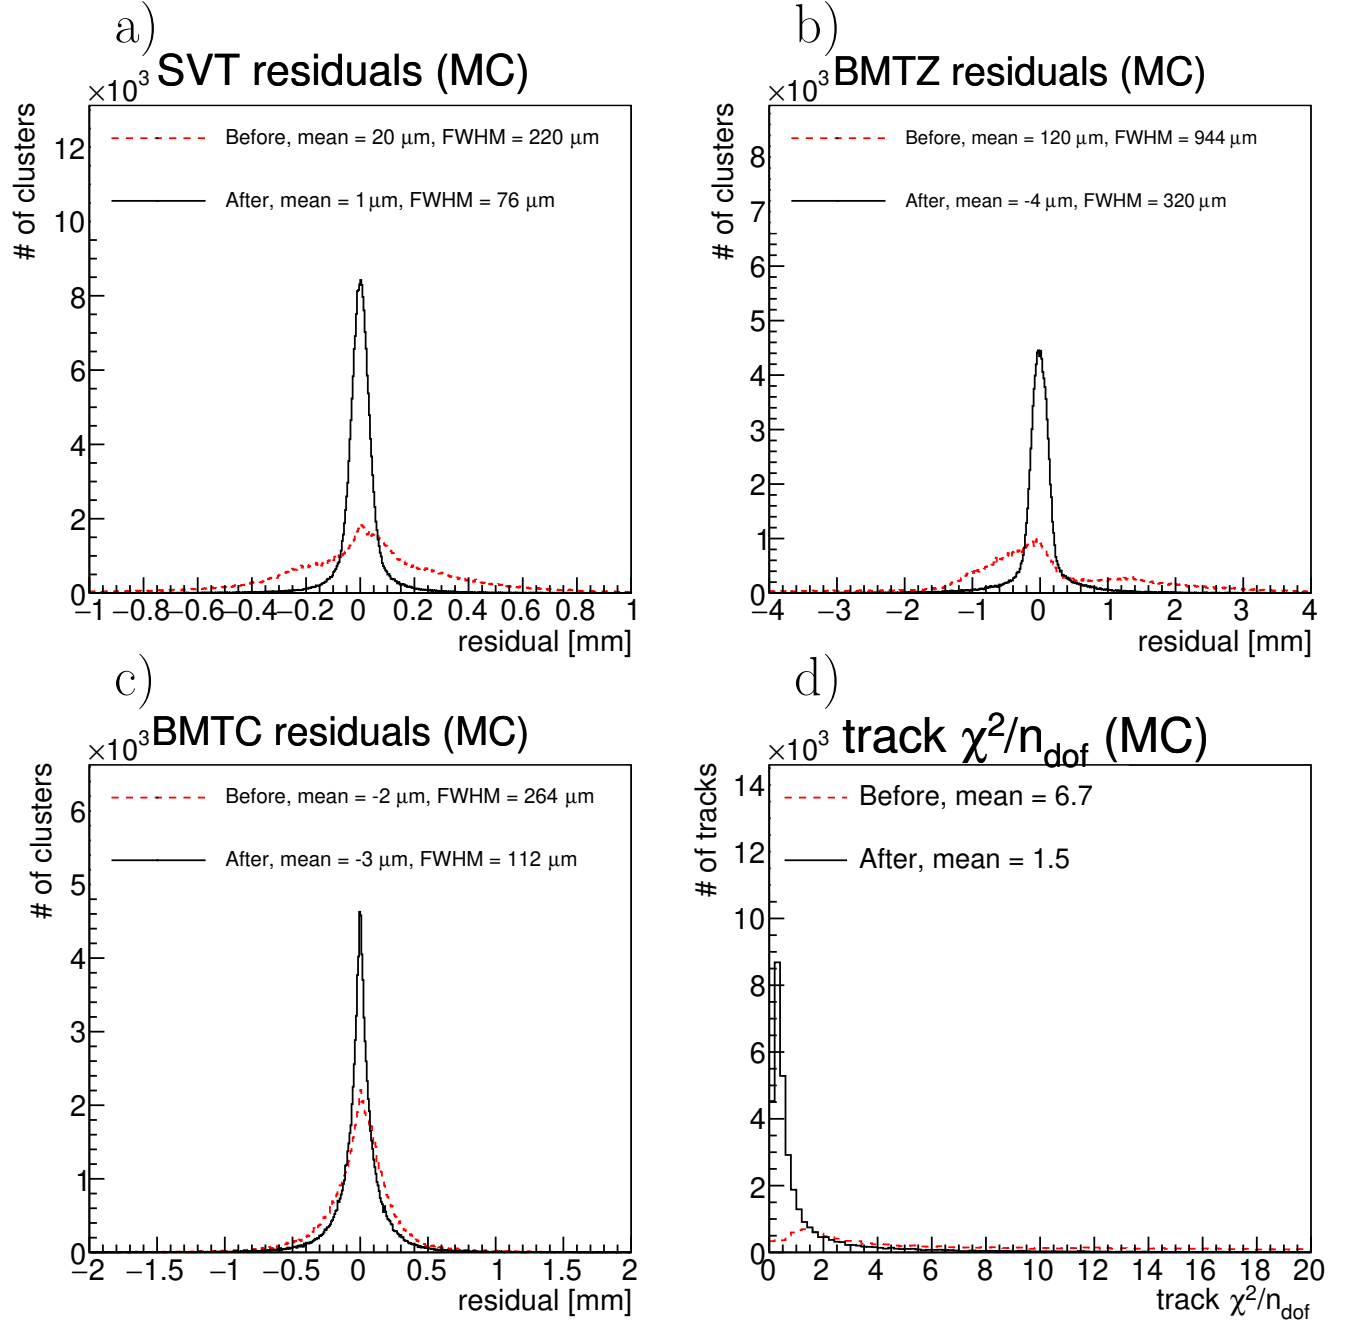 a)
SVT residuals (MC)
×10³
# of clusters
Before, mean = 20 μm, FWHM = 220 μm
After, mean = 1 μm, FWHM = 76 μm
12
10
8
6
4
2
0
−1 −0.8 −0.6 −0.4 −0.2 0 0.2 0.4 0.6 0.8 1
residual [mm]
b)
BMTZ residuals (MC)
×10³
# of clusters
Before, mean = 120 μm, FWHM = 944 μm
After, mean = -4 μm, FWHM = 320 μm
8
7
6
5
4
3
2
1
0
−4 −3 −2 −1 0 1 2 3 4
residual [mm]
c)
BMTC residuals (MC)
×10³
# of clusters
Before, mean = -2 μm, FWHM = 264 μm
After, mean = -3 μm, FWHM = 112 μm
6
5
4
3
2
1
0
−2 −1.5 −1 −0.5 0 0.5 1 1.5 2
residual [mm]
d)
track χ²/n_dof (MC)
×10³
# of tracks
Before, mean = 6.7
After, mean = 1.5
14
12
10
8
6
4
2
0
0 2 4 6 8 10 12 14 16 18 20
track χ²/n_dof